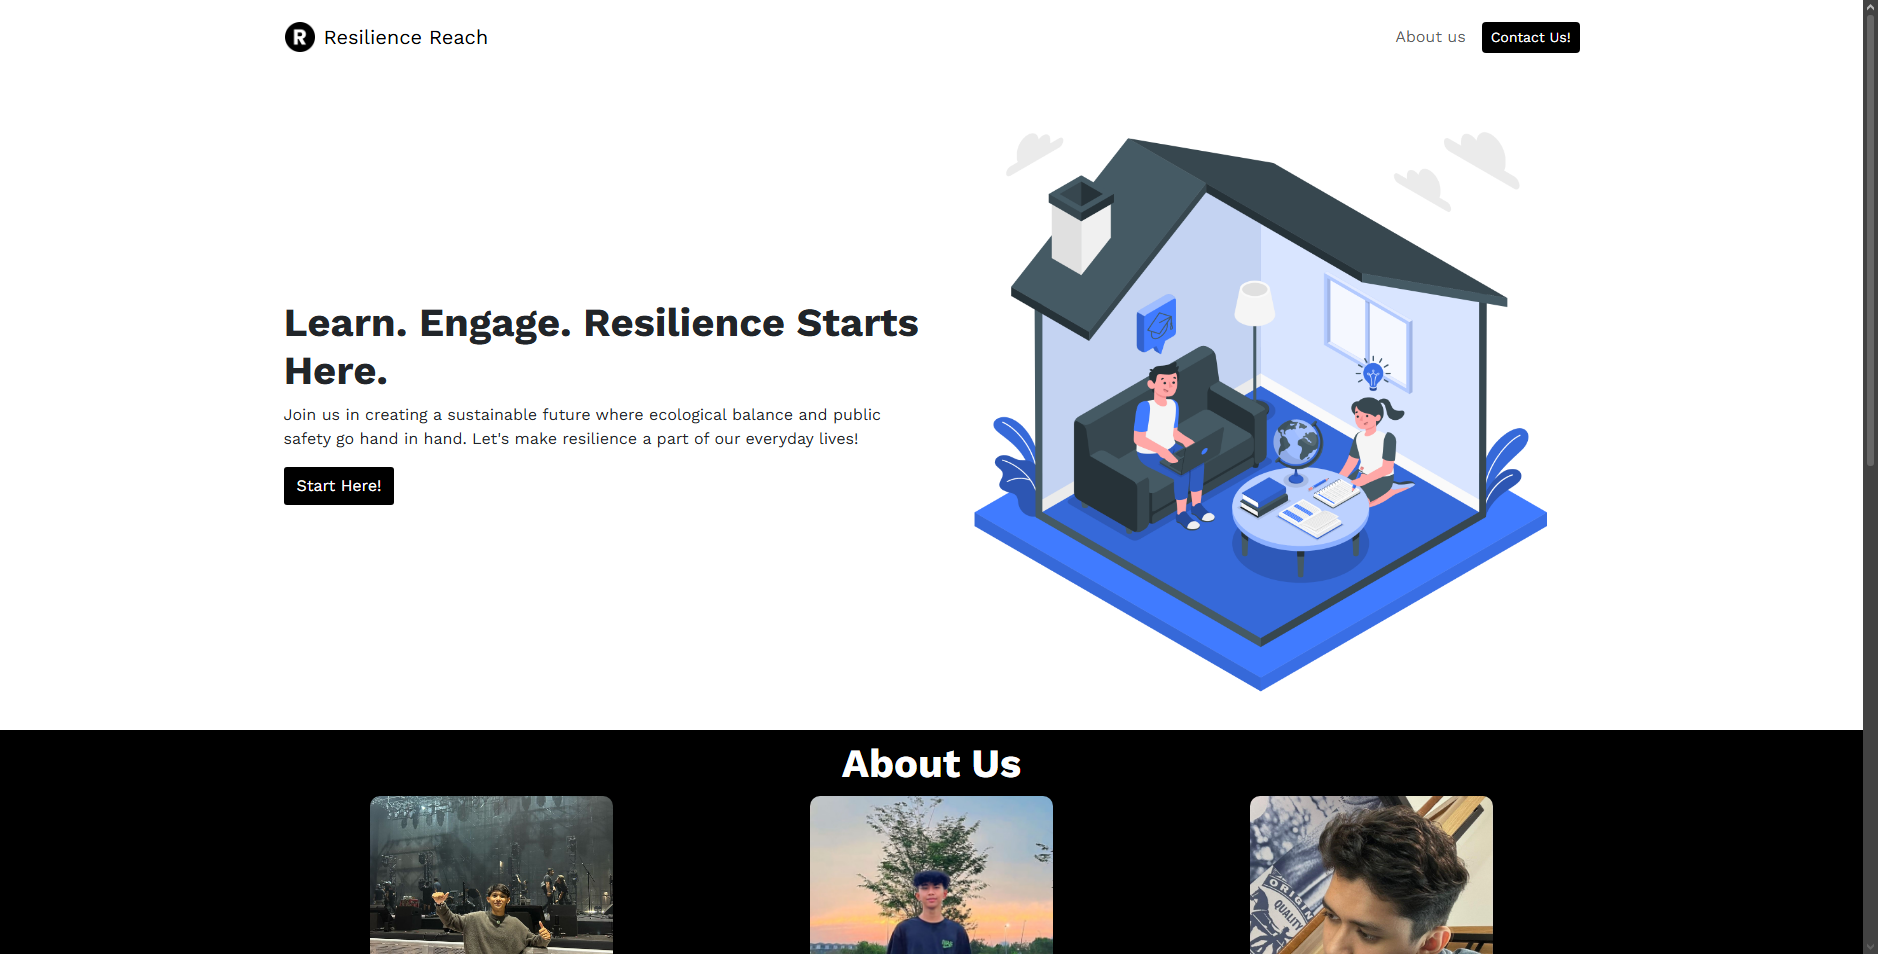 R Resilience Reach
About us
Contact Us!
Learn. Engage. Resilience Starts
Here.
Join us in creating a sustainable future where ecological balance and public
safety go hand in hand. Let's make resilience a part of our everyday lives!
Start Here!
About Us
ORIGIN
QUALITY